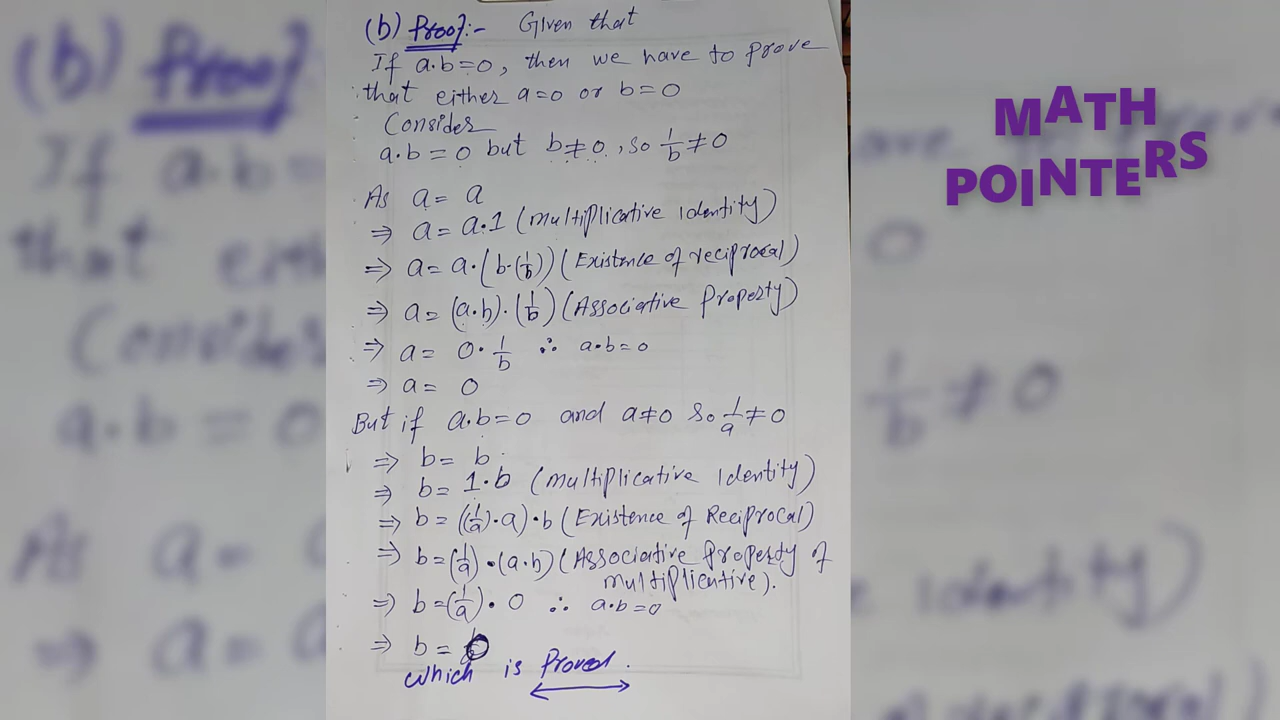 (b) Proof:- Given that
If a·b=0, then we have to prove
that either a=0 or b=0
Consider
a·b = 0 but b≠0, so 1/b ≠0
As a = a
⇒ a = a·1 (Multiplicative Identity)
⇒ a = a·(b·(1/b)) (Existence of reciprocal)
⇒ a = (a·b)·(1/b) (Associative Property)
⇒ a = 0·1/b ∴ a·b=0
⇒ a = 0
But if a·b=0 and a≠0 so 1/a ≠0
⇒ b = b
⇒ b = 1·b (Multiplicative Identity)
⇒ b = (1/a)·a)·b (Existence of Reciprocal)
⇒ b = (1/a)·(a·b) (Associative Property of
multiplicative).
⇒ b = (1/a)·0 ∴ a·b=0
⇒ b = 0
which is Proved.
MATH
POINTERS